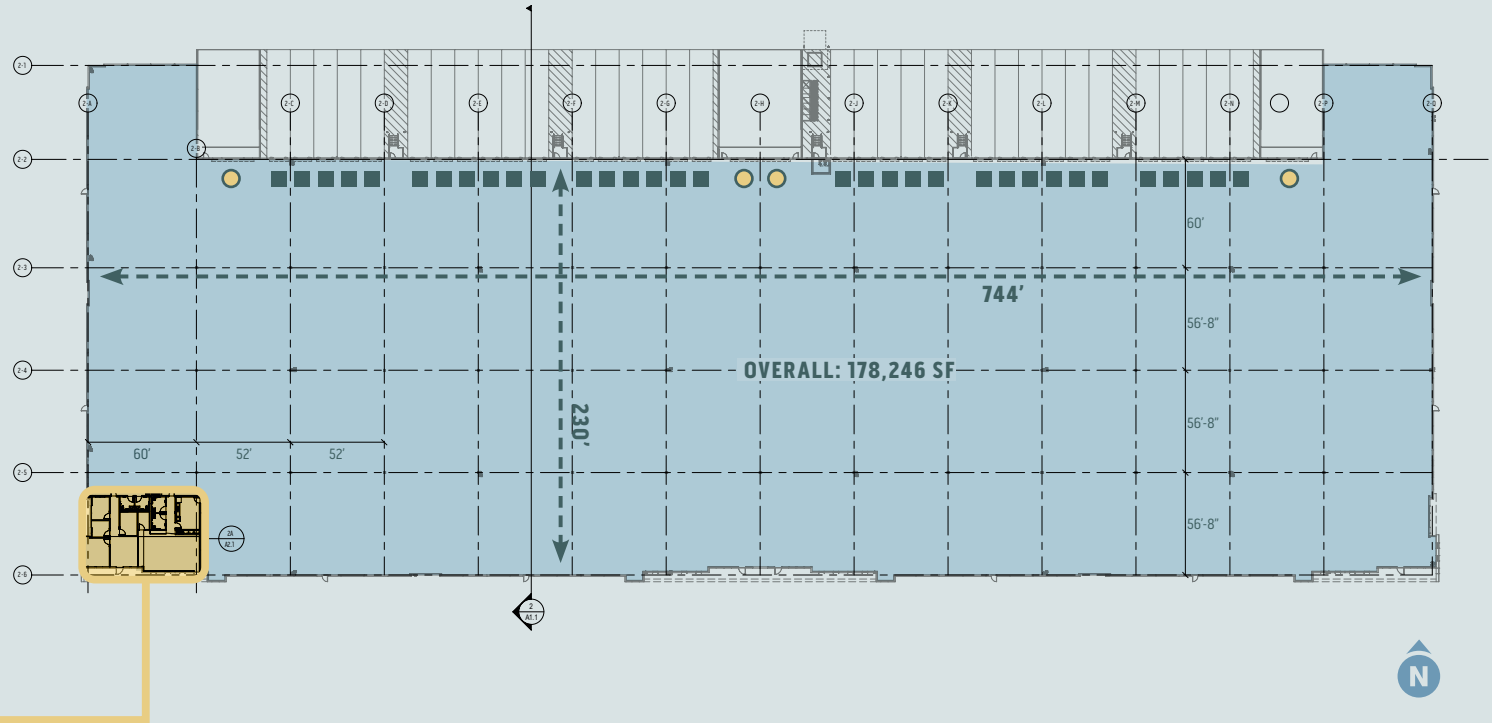 2-1
2-A
2-C
2-D
2-E
2-F
2-G
2-H
2-J
2-K
2-L
2-M
2-N
2-P
2-Q
2-B
2-2
60'
2-3
744'
56'-8"
2-4
OVERALL: 178,246 SF
230'
56'-8"
60'
52'
52'
2-5
56'-8"
2A
A2.1
2-6
2
A1.1
N